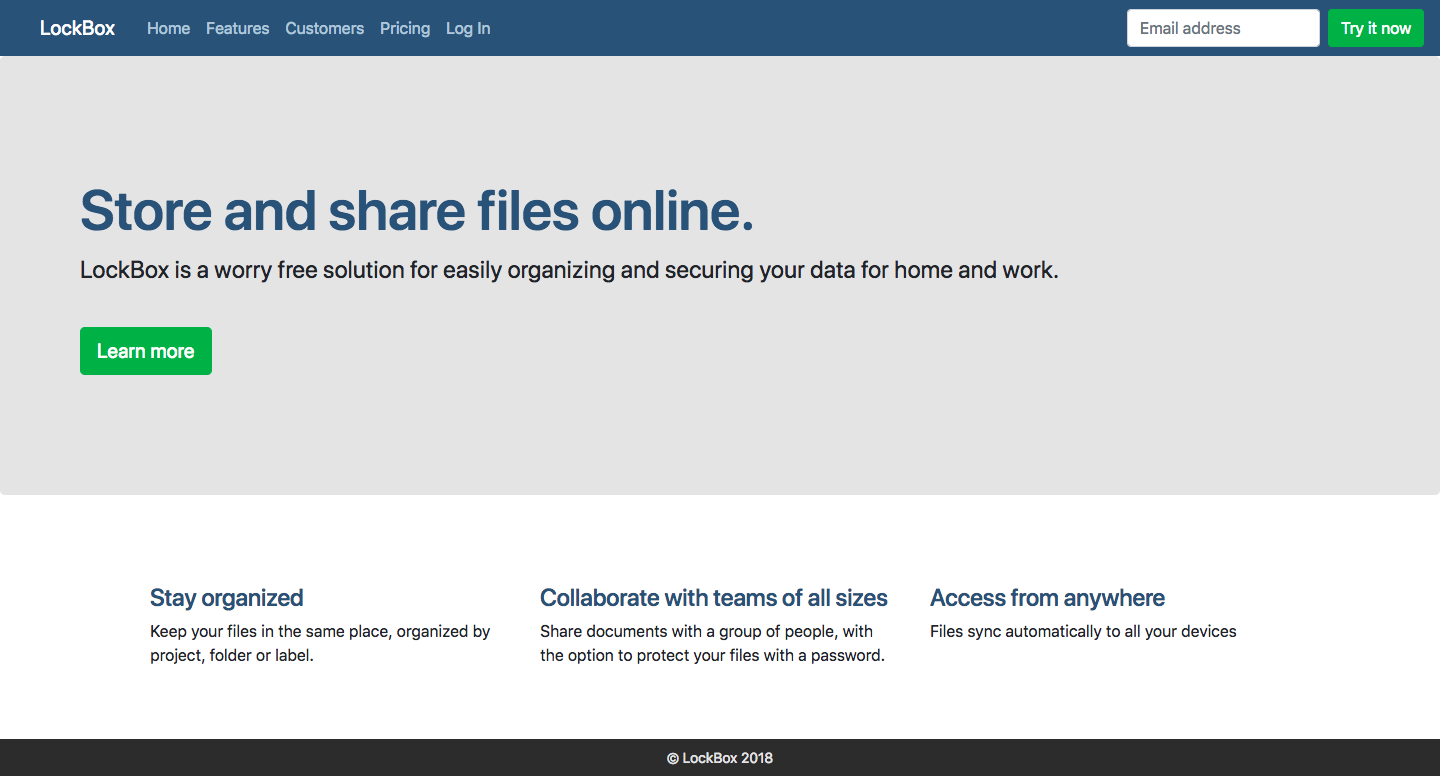 LockBox Home Features Customers Pricing Log In Email address Try it now
Store and share files online.
LockBox is a worry free solution for easily organizing and securing your data for home and work.
Learn more
Stay organized
Keep your files in the same place, organized by
project, folder or label.
Collaborate with teams of all sizes
Share documents with a group of people, with
the option to protect your files with a password.
Access from anywhere
Files sync automatically to all your devices
© LockBox 2018